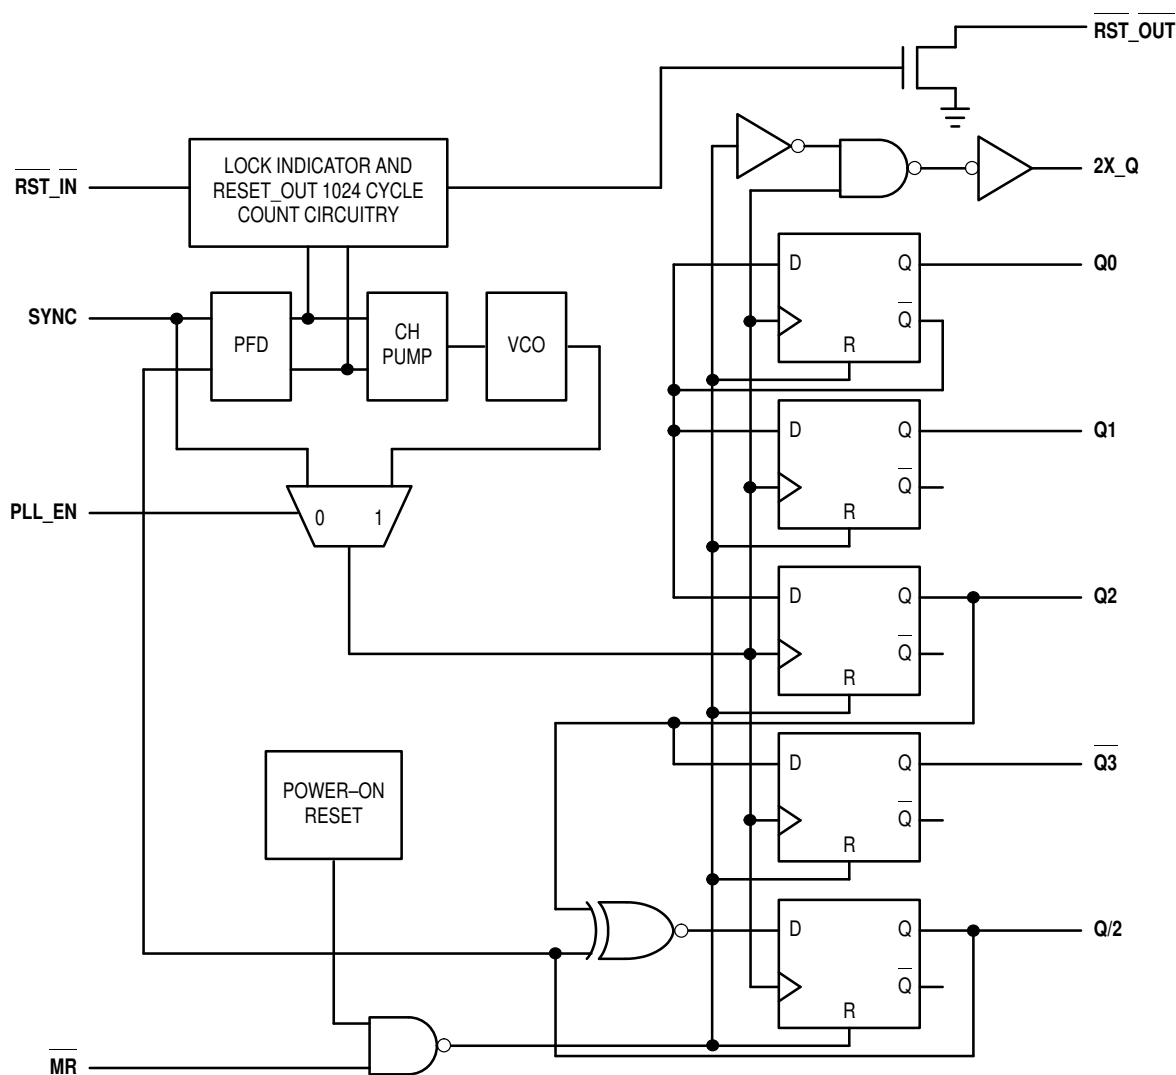 RST_OUT
LOCK INDICATOR AND
RESET_OUT 1024 CYCLE
COUNT CIRCUITRY
RST_IN
2X_Q
D Q
Q0
Q
R
SYNC
PFD
CH
PUMP
VCO
D Q
Q1
Q
R
PLL_EN
0 1
D Q
Q2
Q
R
POWER–ON
RESET
D Q
Q3
Q
R
D Q
Q/2
Q
R
MR